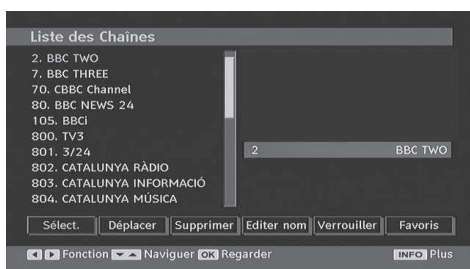 Liste des Chaînes
2. BBC TWO
7. BBC THREE
70. CBBC Channel
80. BBC NEWS 24
105. BBCi
800. TV3
801. 3/24
802. CATALUNYA RÀDIO
803. CATALUNYA INFORMACIÓ
804. CATALUNYA MÚSICA
2 BBC TWO
Sélect. Déplacer Supprimer Editer nom Verrouiller Favoris
Fonction Naviguer OK Regarder INFO Plus